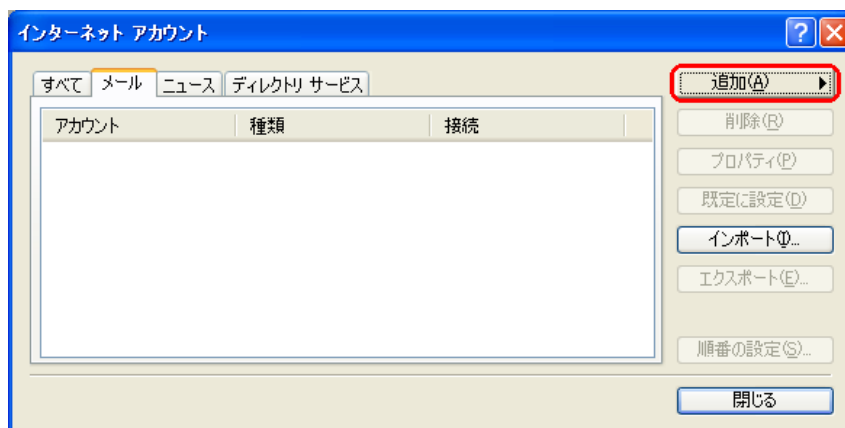 インターネット アカウント
すべて メール ニュース ディレクトリ サービス
アカウント 種類 接続
追加(A)
削除(R)
プロパティ(P)
既定に設定(D)
インポート(I)...
エクスポート(E)...
順番の設定(S)...
閉じる